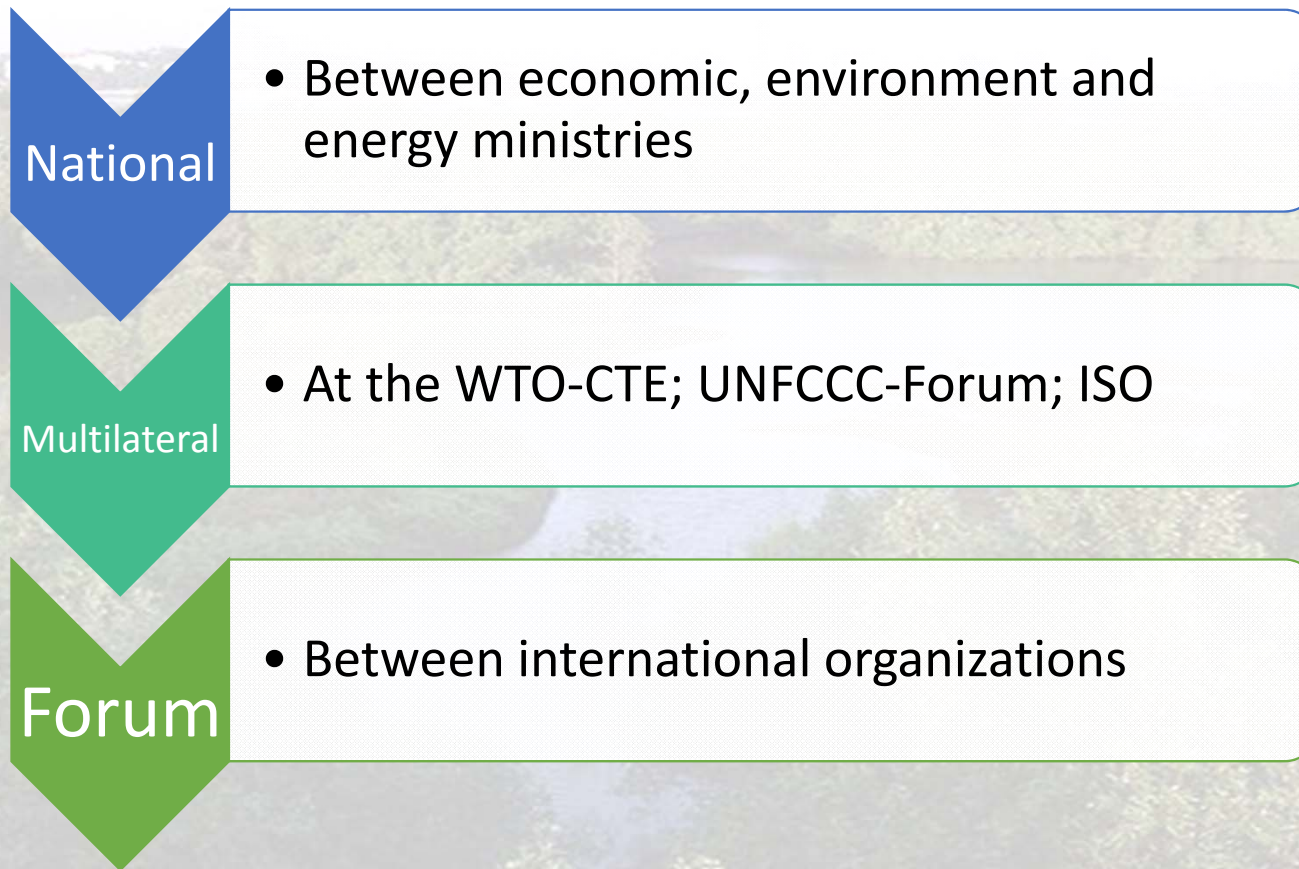 National
• Between economic, environment and
energy ministries
Multilateral
• At the WTO-CTE; UNFCCC-Forum; ISO
Forum
• Between international organizations